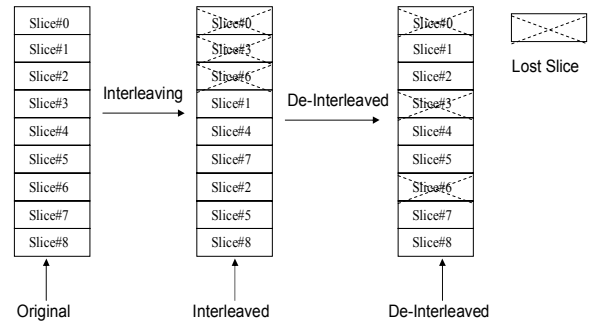 Slice#0
Slice#1
Slice#2
Slice#3
Slice#4
Slice#5
Slice#6
Slice#7
Slice#8
Original
Interleaving
Slice#0
Slice#3
Slice#6
Slice#1
Slice#4
Slice#7
Slice#2
Slice#5
Slice#8
Interleaved
De-Interleaved
Slice#0
Slice#1
Slice#2
Slice#3
Slice#4
Slice#5
Slice#6
Slice#7
Slice#8
De-Interleaved
Lost Slice